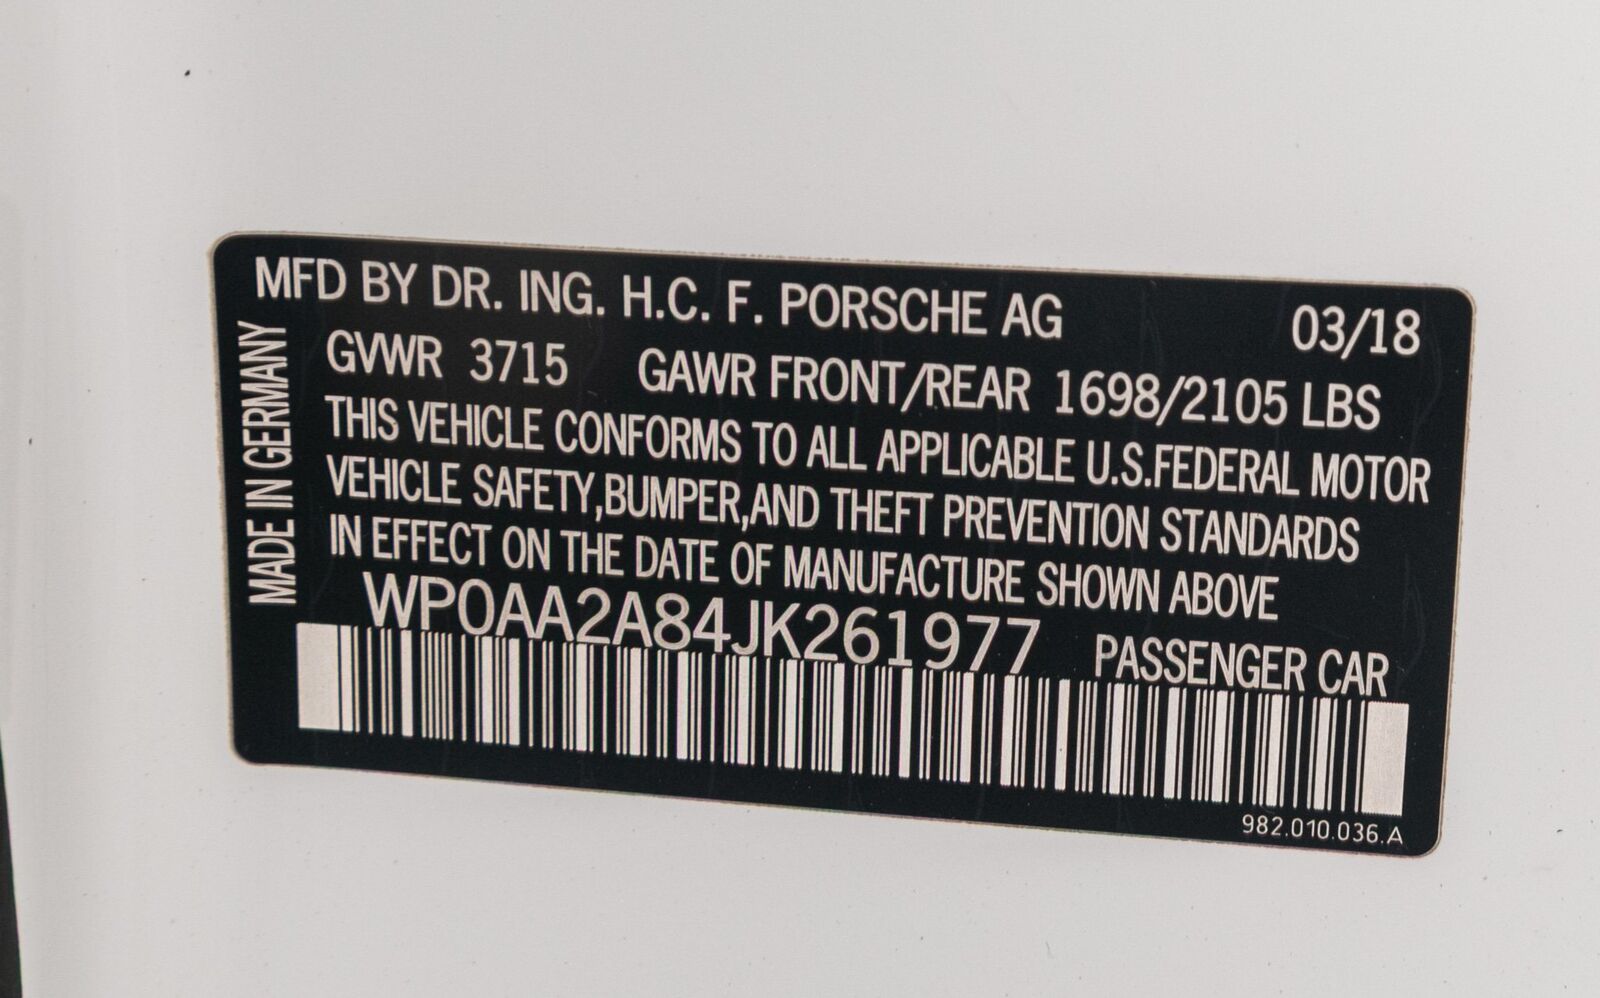 MFD BY DR. ING. H.C. F. PORSCHE AG 03/18
GVWR 3715 GAWR FRONT/REAR 1698/2105 LBS
THIS VEHICLE CONFORMS TO ALL APPLICABLE U.S.FEDERAL MOTOR
VEHICLE SAFETY,BUMPER,AND THEFT PREVENTION STANDARDS
IN EFFECT ON THE DATE OF MANUFACTURE SHOWN ABOVE
WP0AA2A84JK261977 PASSENGER CAR
982.010.036.A
MADE IN GERMANY